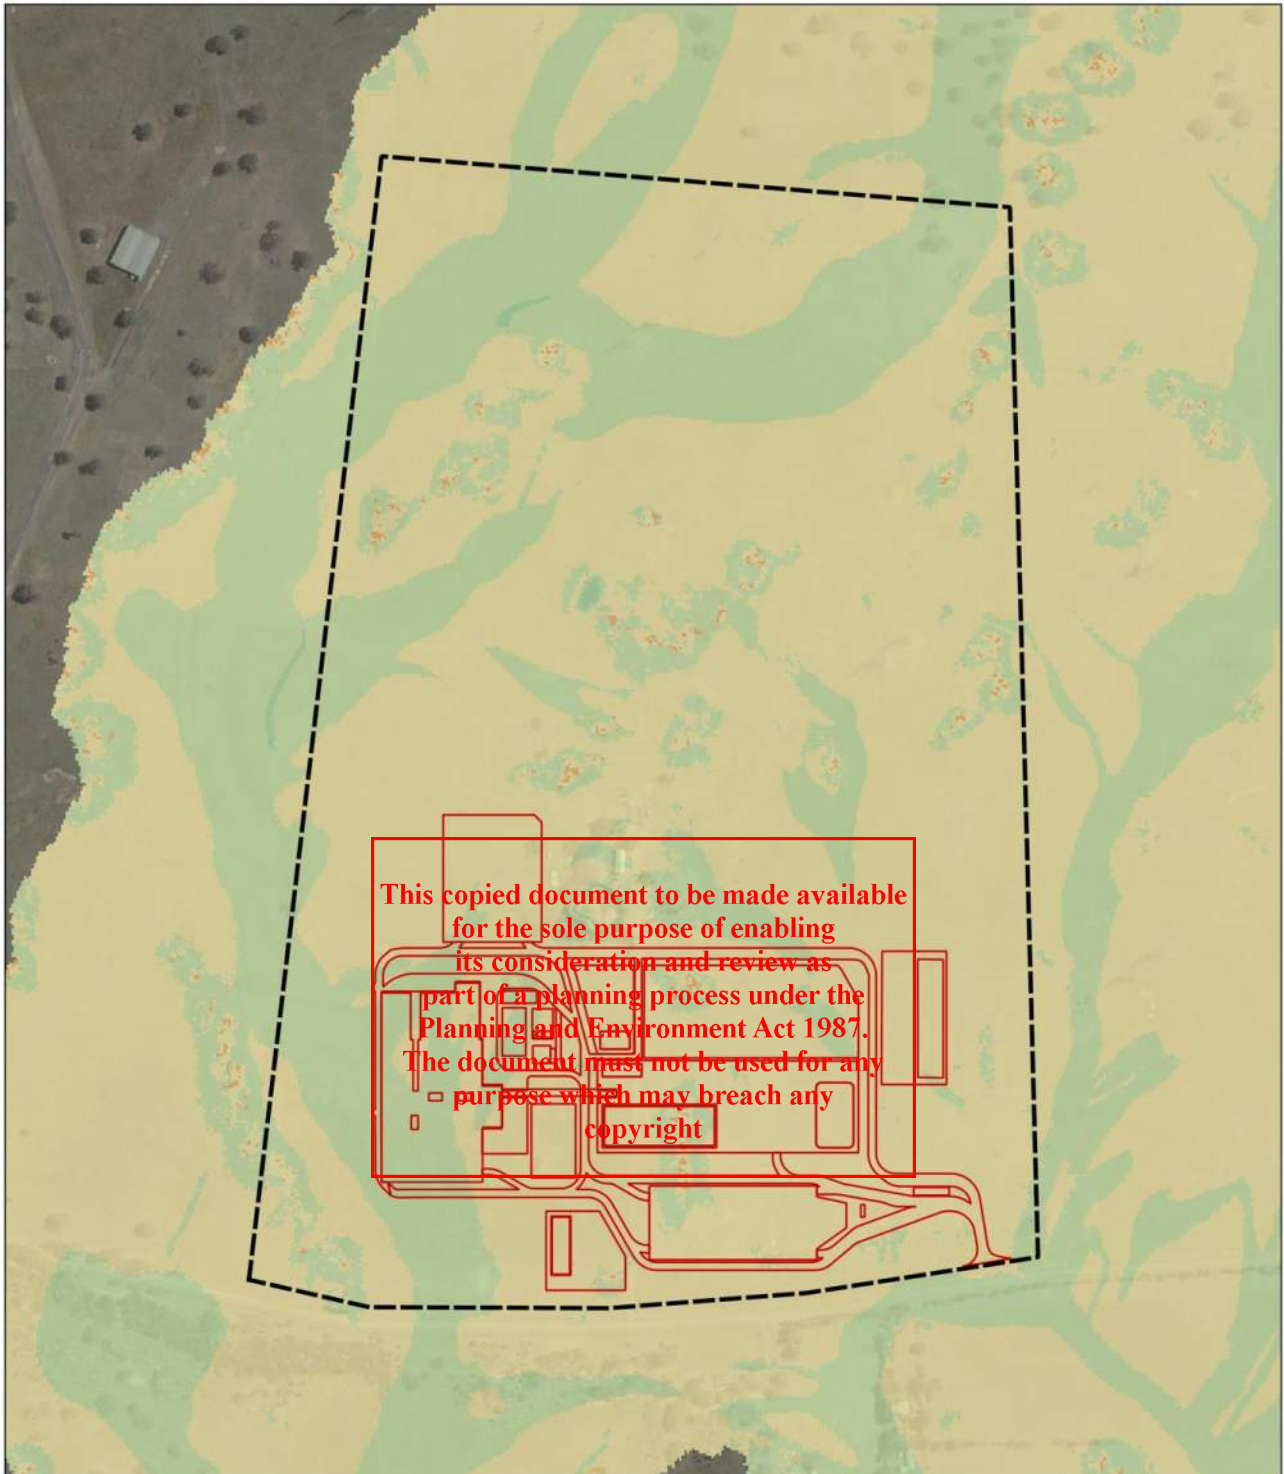 This copied document to be made available
for the sole purpose of enabling
its consideration and review as
part of a planning process under the
Planning and Environment Act 1987.
The document must not be used for any
purpose which may breach any
copyright